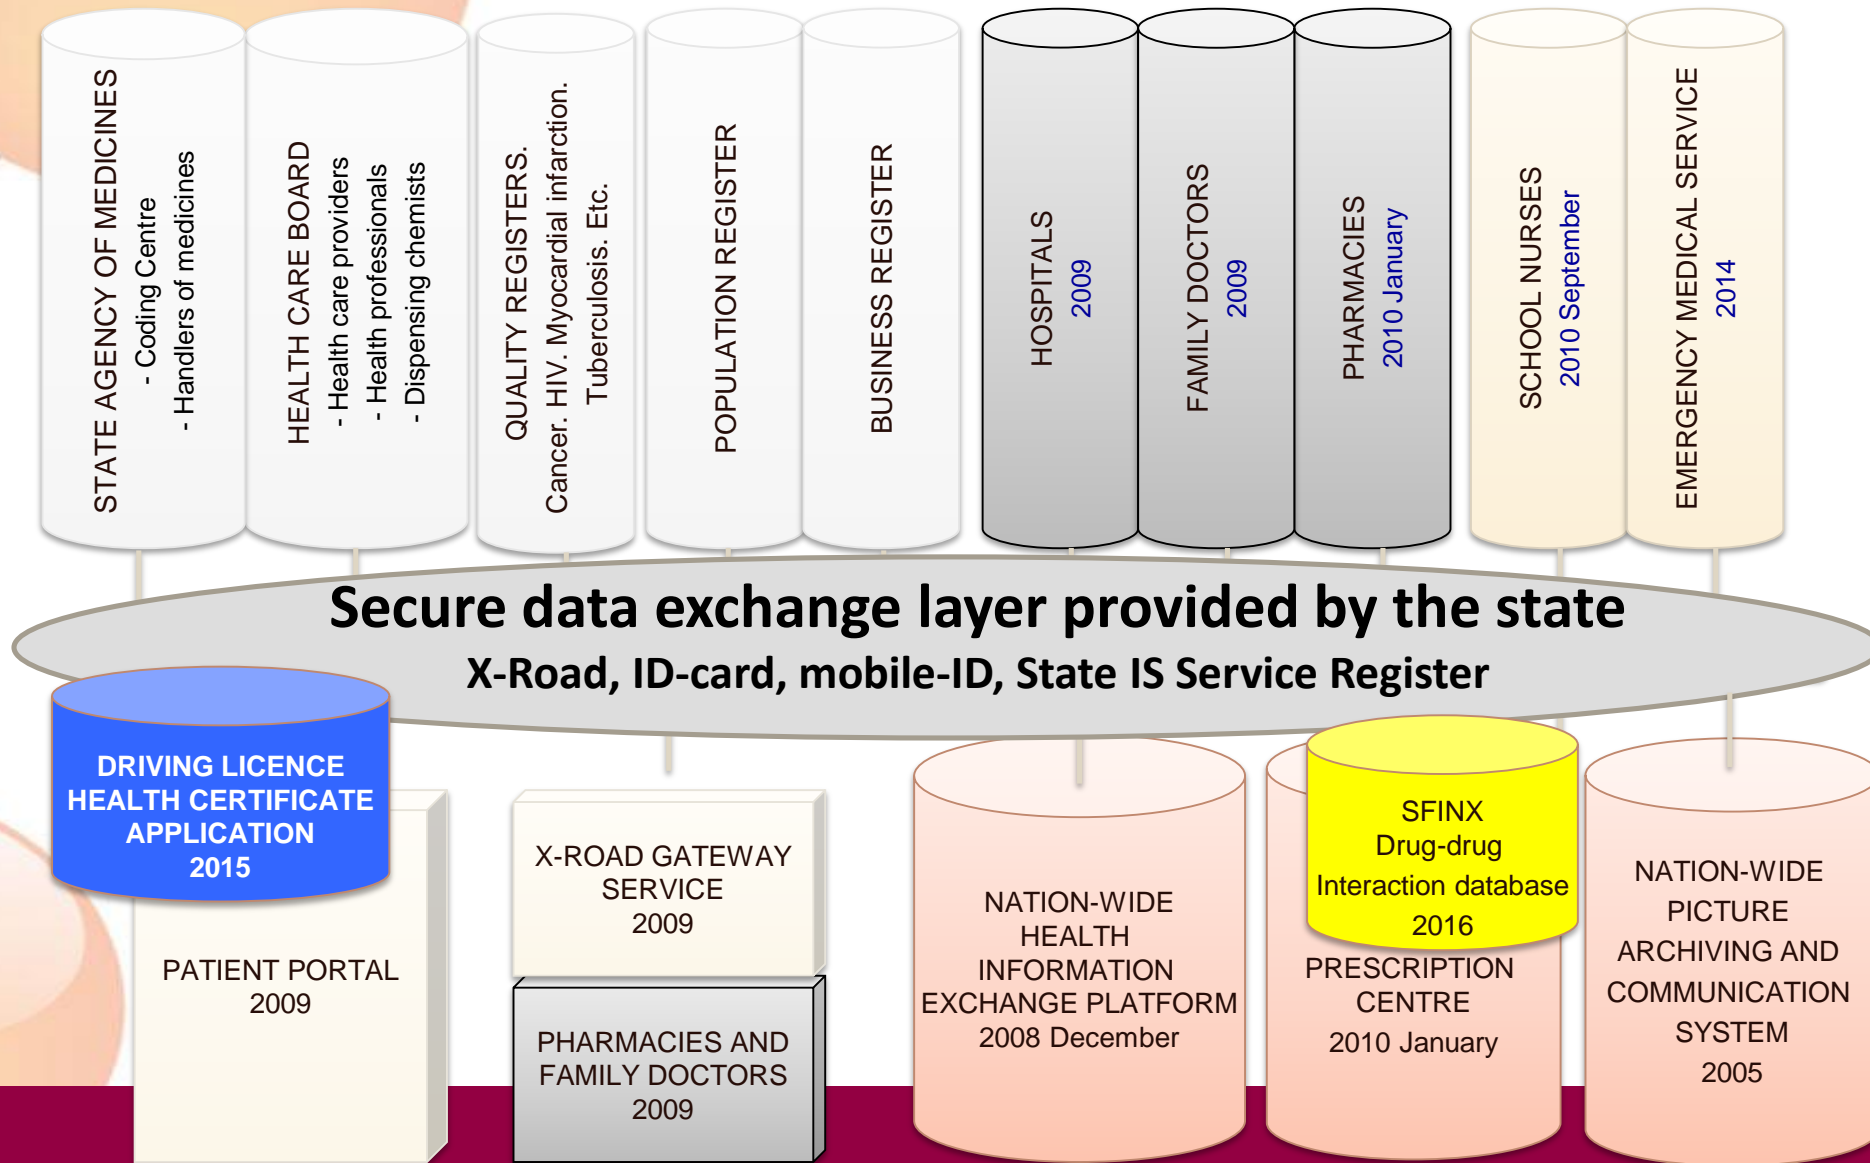 STATE AGENCY OF MEDICINES
- Coding Centre
- Handlers of medicines
HEALTH CARE BOARD
- Health care providers
- Health professionals
- Dispensing chemists
QUALITY REGISTERS.
Cancer. HIV. Myocardial infarction.
Tuberculosis. Etc.
POPULATION REGISTER
BUSINESS REGISTER
HOSPITALS
2009
FAMILY DOCTORS
2009
PHARMACIES
2010 January
SCHOOL NURSES
2010 September
EMERGENCY MEDICAL SERVICE
2014
Secure data exchange layer provided by the state
X-Road, ID-card, mobile-ID, State IS Service Register
DRIVING LICENCE
HEALTH CERTIFICATE
APPLICATION
2015
PATIENT PORTAL
2009
X-ROAD GATEWAY
SERVICE
2009
PHARMACIES AND
FAMILY DOCTORS
2009
NATION-WIDE
HEALTH
INFORMATION
EXCHANGE PLATFORM
2008 December
SFINX
Drug-drug
Interaction database
2016
PRESCRIPTION
CENTRE
2010 January
NATION-WIDE
PICTURE
ARCHIVING AND
COMMUNICATION
SYSTEM
2005